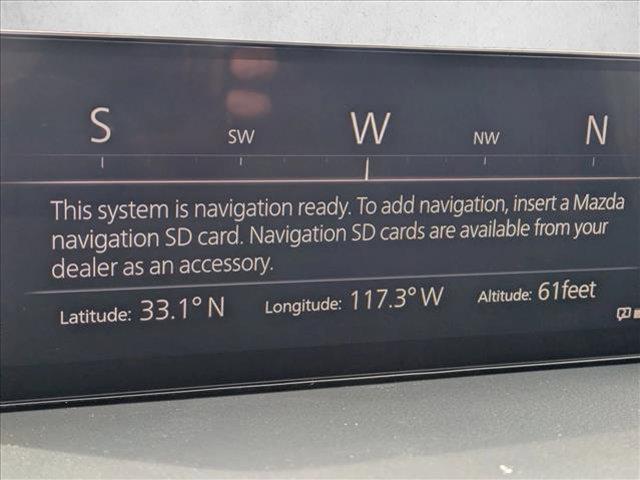 S SW W NW N
This system is navigation ready. To add navigation, insert a Mazda
navigation SD card. Navigation SD cards are available from your
dealer as an accessory.
Latitude: 33.1° N Longitude: 117.3° W Altitude: 61feet